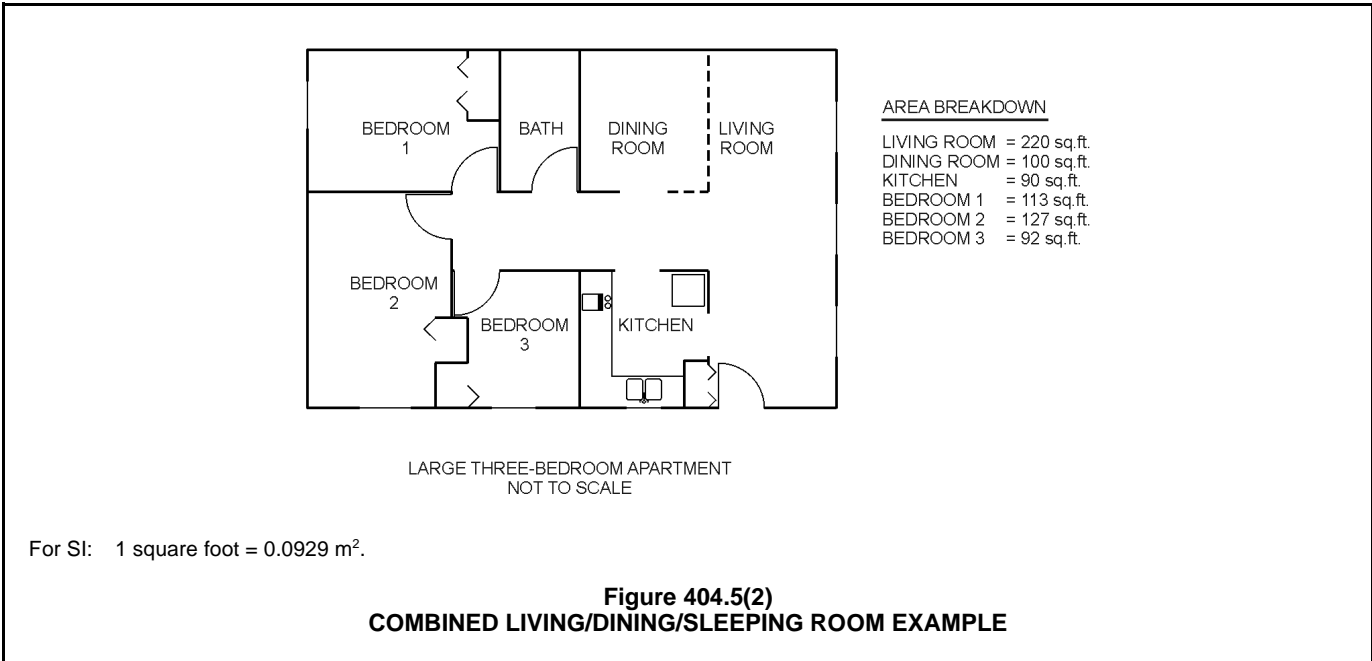 BEDROOM
1
BATH
DINING
ROOM
LIVING
ROOM
BEDROOM
2
BEDROOM
3
KITCHEN
AREA BREAKDOWN
LIVING ROOM = 220 sq.ft.
DINING ROOM = 100 sq.ft.
KITCHEN = 90 sq.ft.
BEDROOM 1 = 113 sq.ft.
BEDROOM 2 = 127 sq.ft.
BEDROOM 3 = 92 sq.ft.
LARGE THREE-BEDROOM APARTMENT
NOT TO SCALE
For SI: 1 square foot = 0.0929 m².
Figure 404.5(2)
COMBINED LIVING/DINING/SLEEPING ROOM EXAMPLE